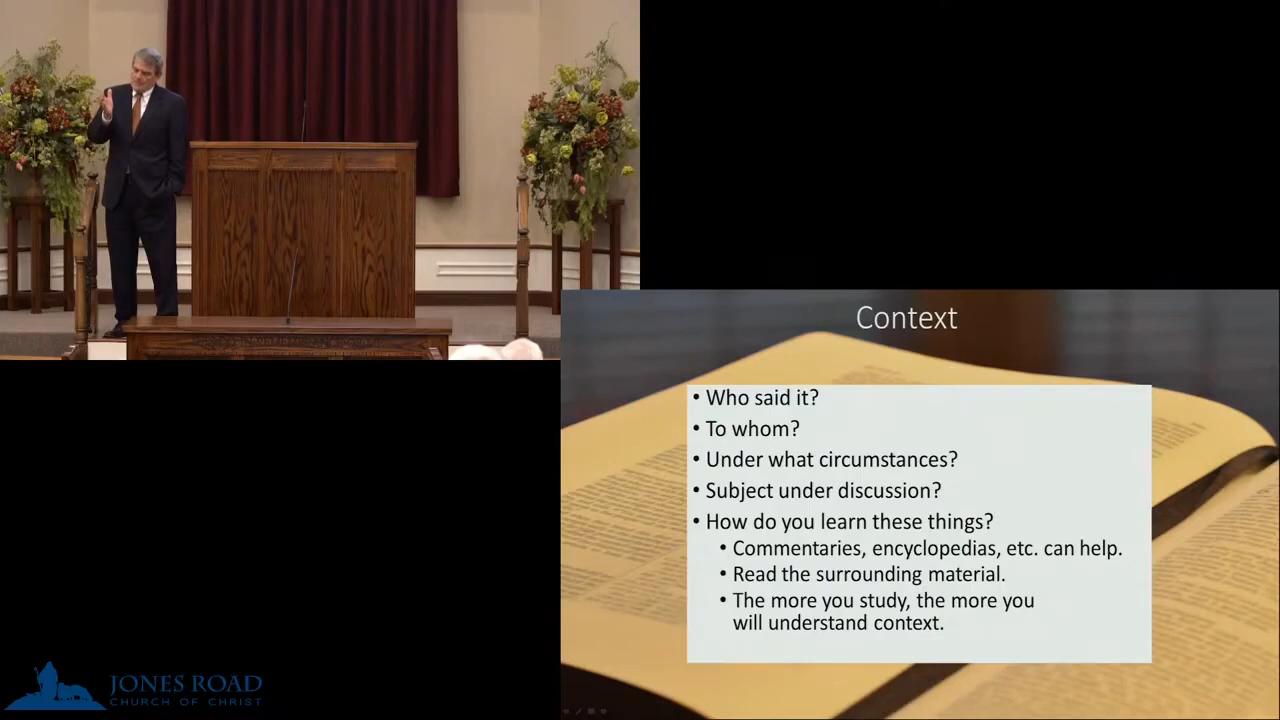 Context
• Who said it?
• To whom?
• Under what circumstances?
• Subject under discussion?
• How do you learn these things?
• Commentaries, encyclopedias, etc. can help.
• Read the surrounding material.
• The more you study, the more you
will understand context.
JONES ROAD
CHURCH OF CHRIST